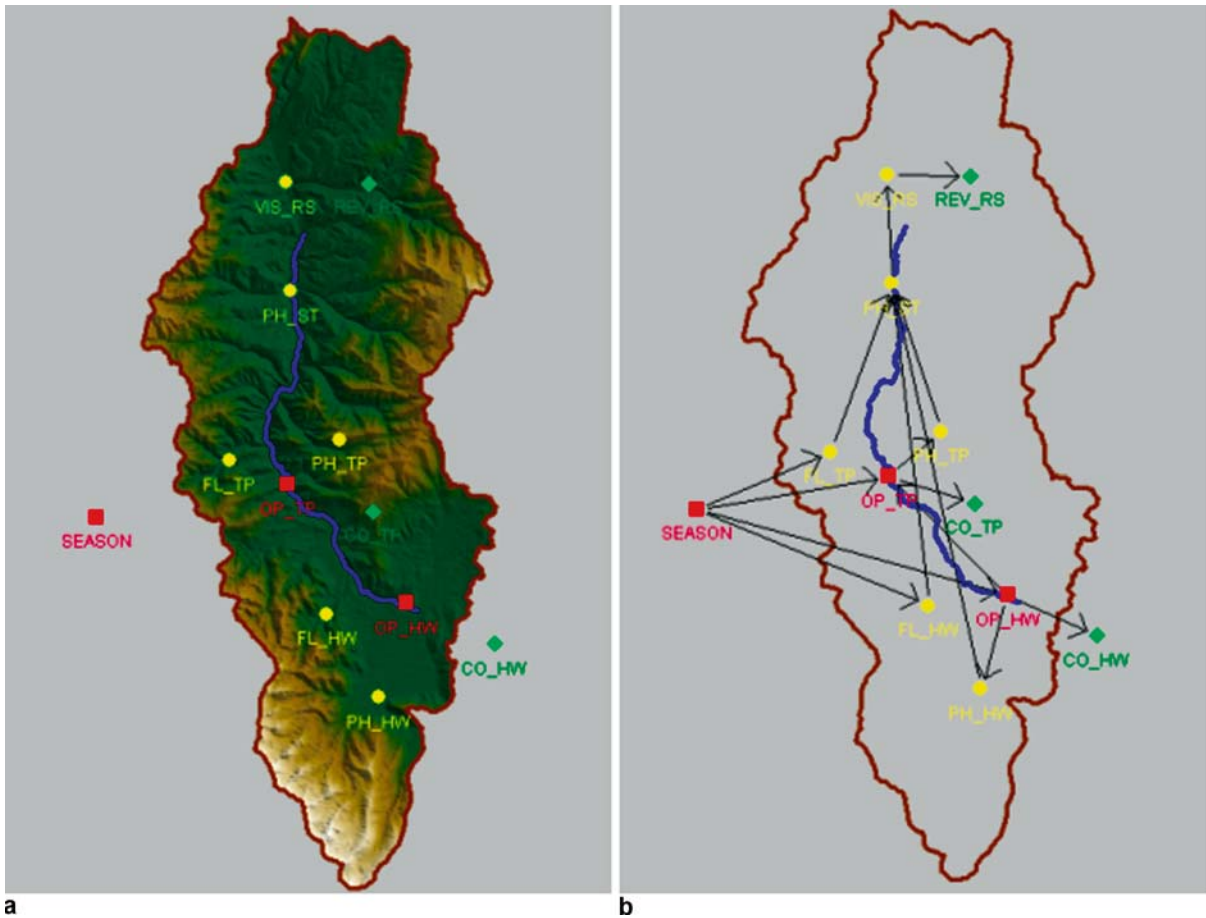 VIS_RS
REV_RS
PH_ST
PH_TP
FL_TP
OP_TP
SEASON
CO_TP
OP_HW
FL_HW
CO_HW
PH_HW
a
VIS_RS
REV_RS
PH_ST
PH_TP
FL_TP
OP_TP
CO_TP
SEASON
OP_HW
FL_HW
CO_HW
PH_HW
b